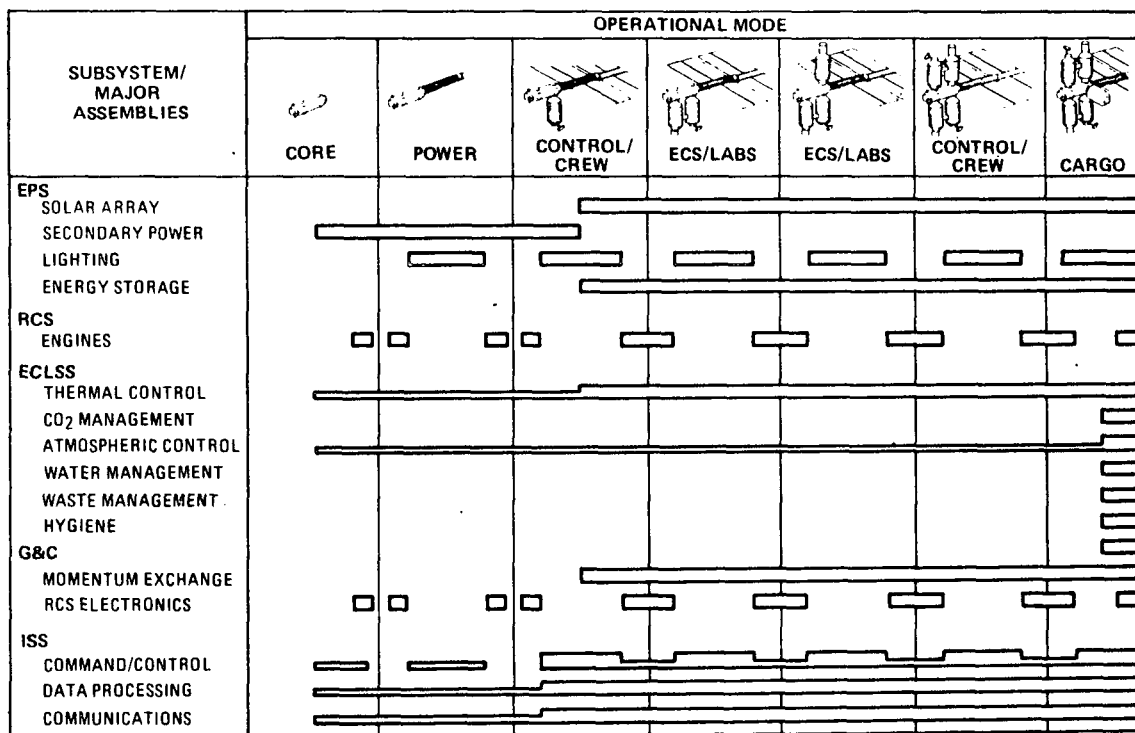 OPERATIONAL MODE
SUBSYSTEM/
MAJOR
ASSEMBLIES
CORE
POWER
CONTROL/
CREW
ECS/LABS
ECS/LABS
CONTROL/
CREW
CARGO
EPS
SOLAR ARRAY
SECONDARY POWER
LIGHTING
ENERGY STORAGE
RCS
ENGINES
ECLSS
THERMAL CONTROL
CO2 MANAGEMENT
ATMOSPHERIC CONTROL
WATER MANAGEMENT
WASTE MANAGEMENT
HYGIENE
G&C
MOMENTUM EXCHANGE
RCS ELECTRONICS
ISS
COMMAND/CONTROL
DATA PROCESSING
COMMUNICATIONS